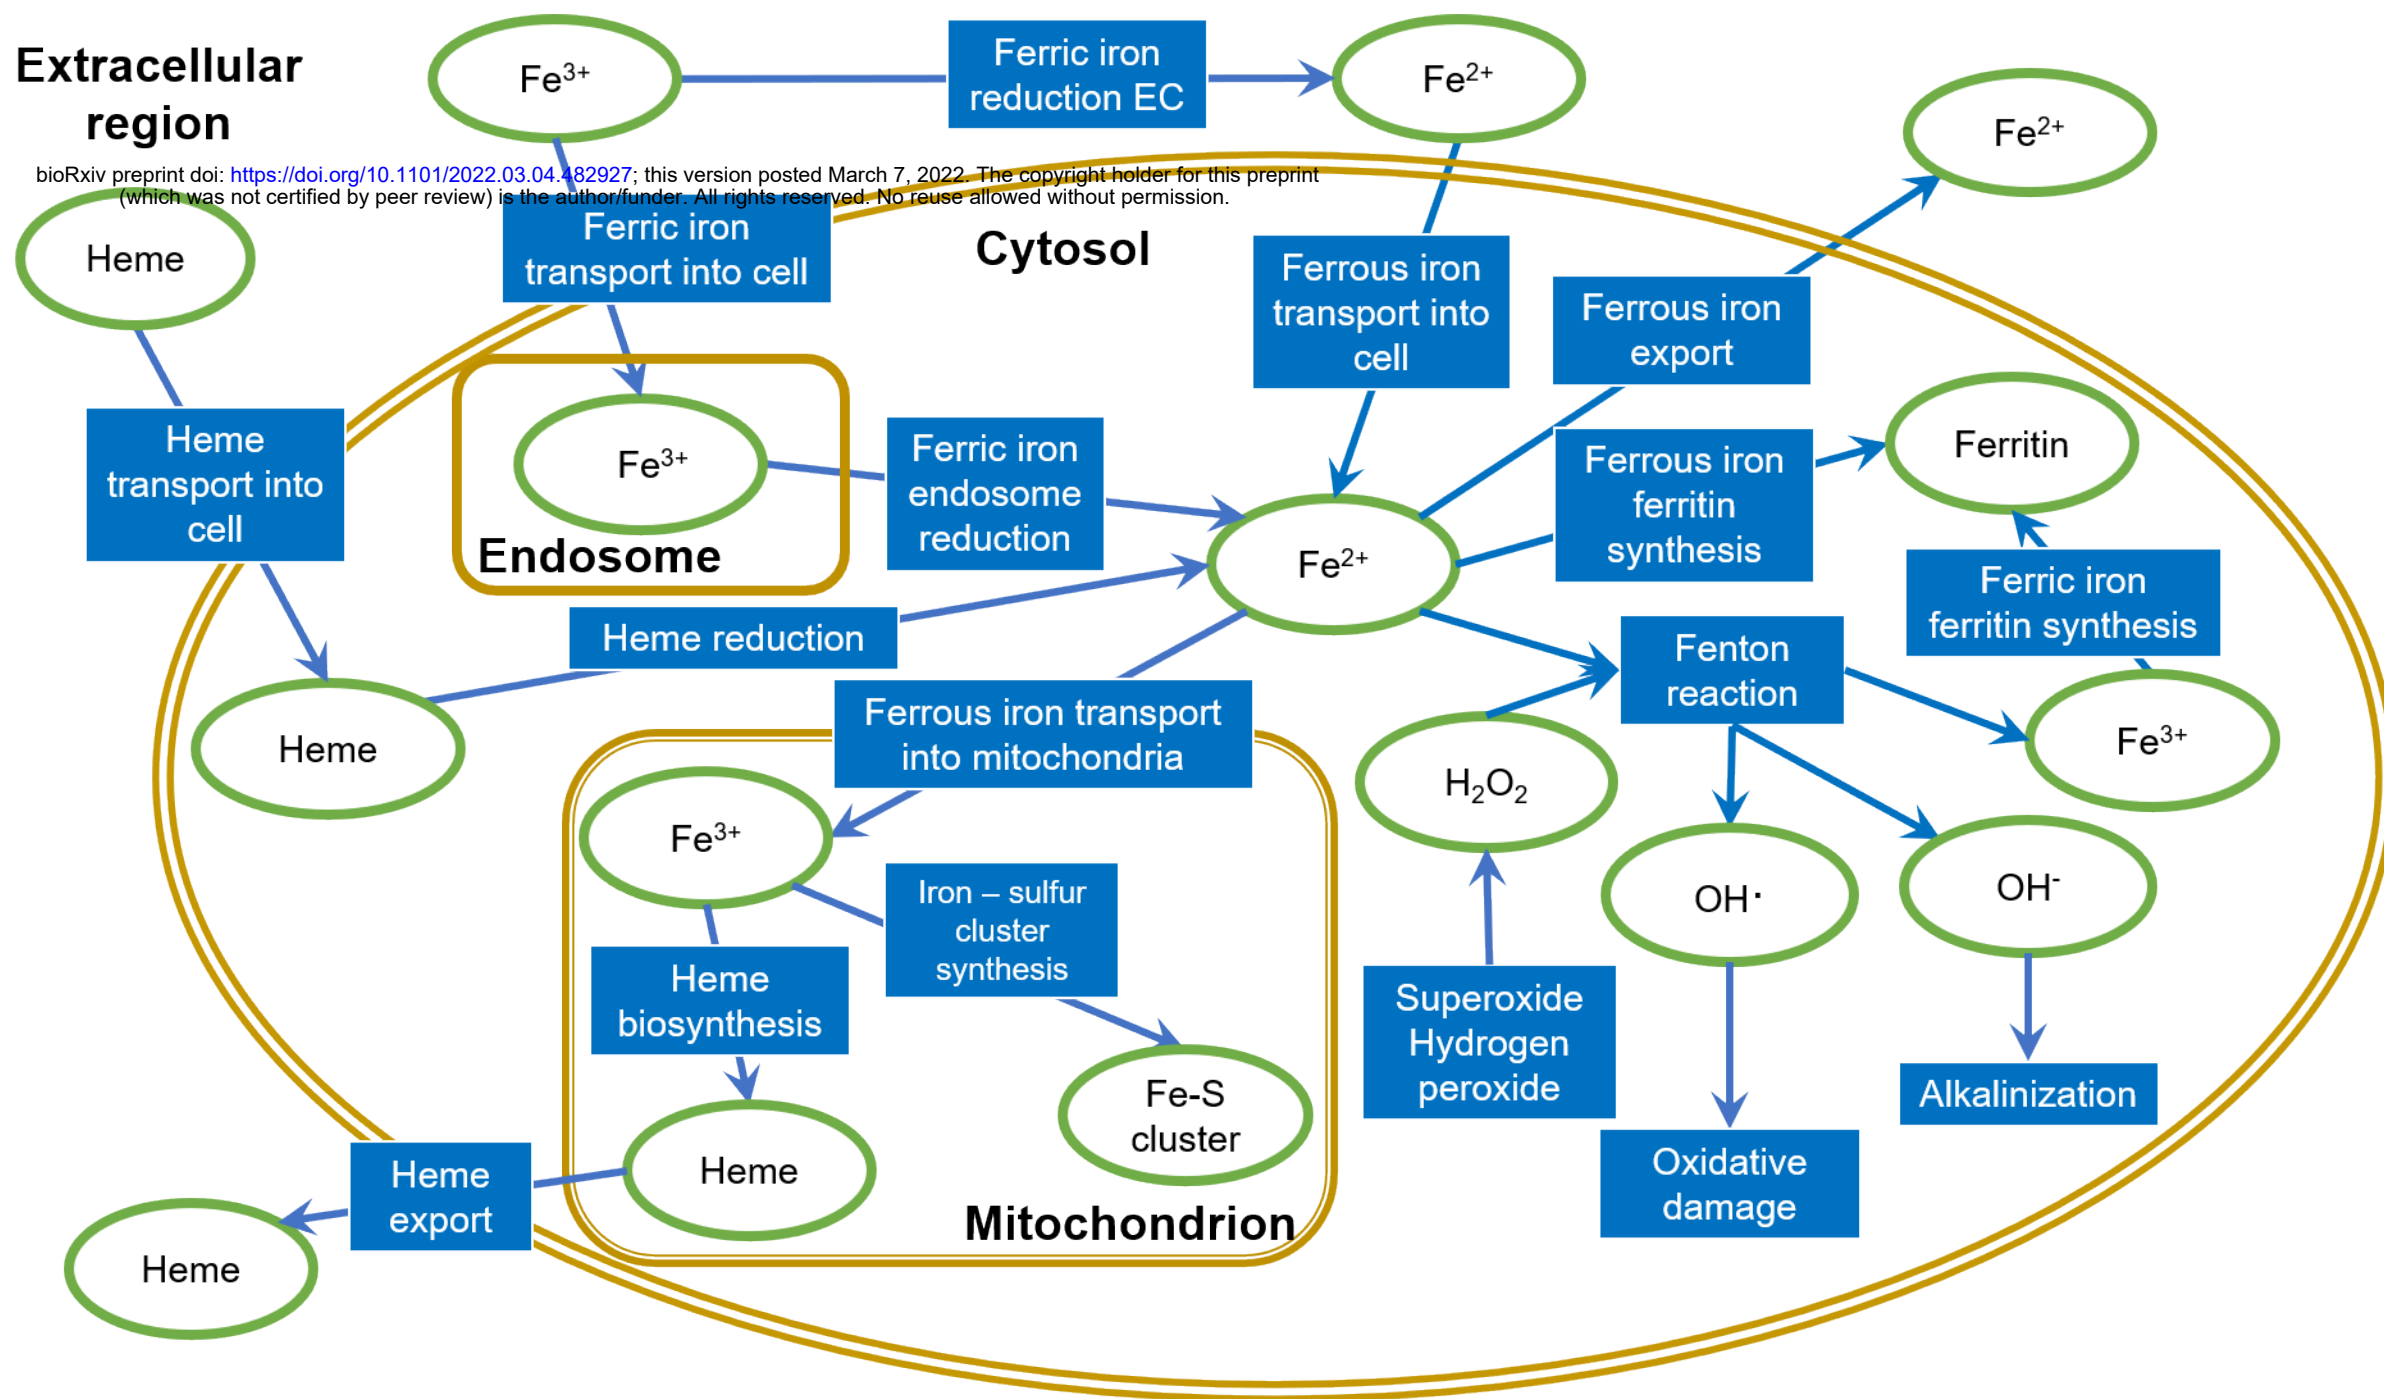 Extracellular
region
Fe³⁺
Ferric iron
reduction EC
Fe²⁺
Fe²⁺
bioRxiv preprint doi: https://doi.org/10.1101/2022.03.04.482927; this version posted March 7, 2022. The copyright holder for this preprint
(which was not certified by peer review) is the author/funder. All rights reserved. No reuse allowed without permission.
Heme
Ferric iron
transport into cell
Cytosol
Ferrous iron
transport into
cell
Ferrous iron
export
Heme
transport into
cell
Fe³⁺
Endosome
Ferric iron
endosome
reduction
Fe²⁺
Ferrous iron
ferritin
synthesis
Ferritin
Ferric iron
ferritin synthesis
Heme reduction
Fenton
reaction
Heme
Ferrous iron transport
into mitochondria
Fe³⁺
H₂O₂
Fe³⁺
Iron – sulfur
cluster
synthesis
OH·
OH⁻
Heme
biosynthesis
Superoxide
Hydrogen
peroxide
Alkalinization
Fe-S
cluster
Heme
Oxidative
damage
Heme
export
Mitochondrion
Heme